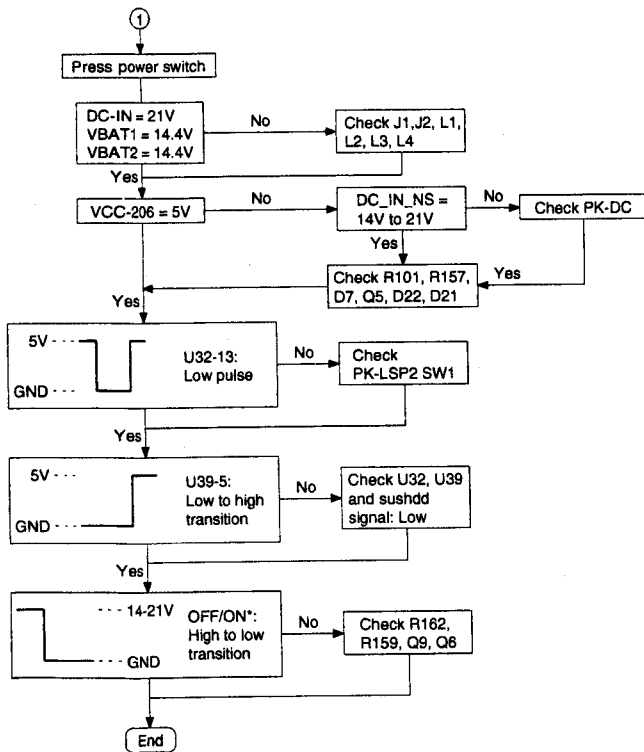 1
Press power switch
DC-IN = 21V
VBAT1 = 14.4V
VBAT2 = 14.4V
No
Check J1,J2, L1,
L2, L3, L4
Yes
VCC-206 = 5V
No
DC_IN_NS =
14V to 21V
No
Check PK-DC
Yes
Yes
Check R101, R157,
D7, Q5, D22, D21
Yes
5V
GND
U32-13:
Low pulse
No
Check
PK-LSP2 SW1
Yes
5V
GND
U39-5:
Low to high
transition
No
Check U32, U39
and sushdd
signal: Low
Yes
14-21V
GND
OFF/ON*:
High to low
transition
No
Check R162,
R159, Q9, Q6
End